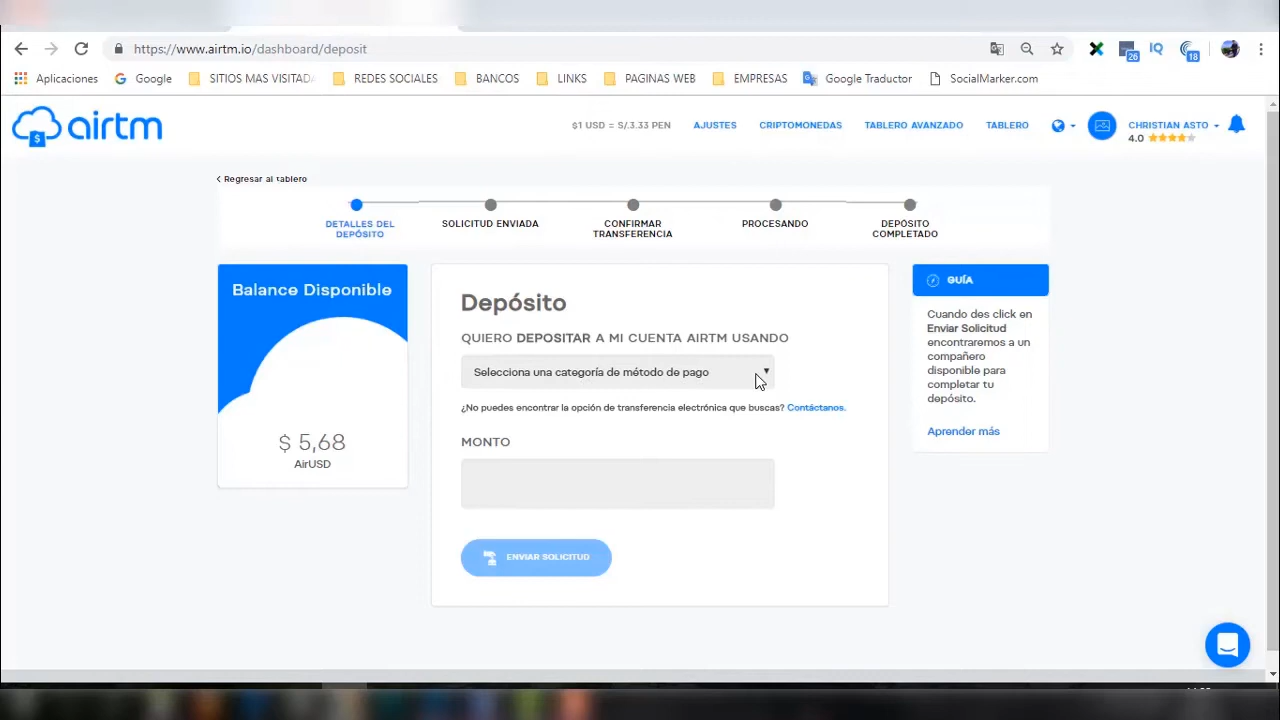 https://www.airtm.io/dashboard/deposit
26
IQ
18
Aplicaciones
Google
SITIOS MAS VISITADA
REDES SOCIALES
BANCOS
LINKS
PAGINAS WEB
EMPRESAS
Google Traductor
SocialMarker.com
$ airtm
$1 USD = S/.3.33 PEN
AJUSTES
CRIPTOMONEDAS
TABLERO AVANZADO
TABLERO
CHRISTIAN ASTO
4.0
< Regresar al tablero
DETALLES DEL
DEPÓSITO
SOLICITUD ENVIADA
CONFIRMAR
TRANSFERENCIA
PROCESANDO
DEPÓSITO
COMPLETADO
Balance Disponible
$ 5,68
AirUSD
Depósito
QUIERO DEPOSITAR A MI CUENTA AIRTM USANDO
Selecciona una categoría de método de pago
¿No puedes encontrar la opción de transferencia electrónica que buscas? Contáctanos.
MONTO
ENVIAR SOLICITUD
GUÍA
Cuando des click en
Enviar Solicitud
encontraremos a un
compañero
disponible para
completar tu
depósito.
Aprender más